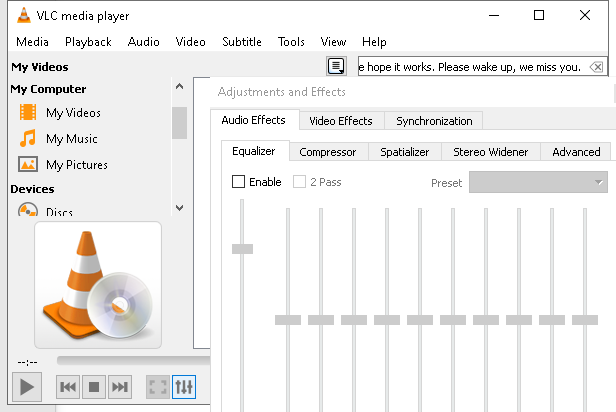 VLC media player
Media Playback Audio Video Subtitle Tools View Help
My Videos
e hope it works. Please wake up, we miss you.
My Computer
My Videos
My Music
My Pictures
Devices
Discs
Adjustments and Effects
Audio Effects Video Effects Synchronization
Equalizer Compressor Spatializer Stereo Widener Advanced
Enable 2 Pass Preset
--:--